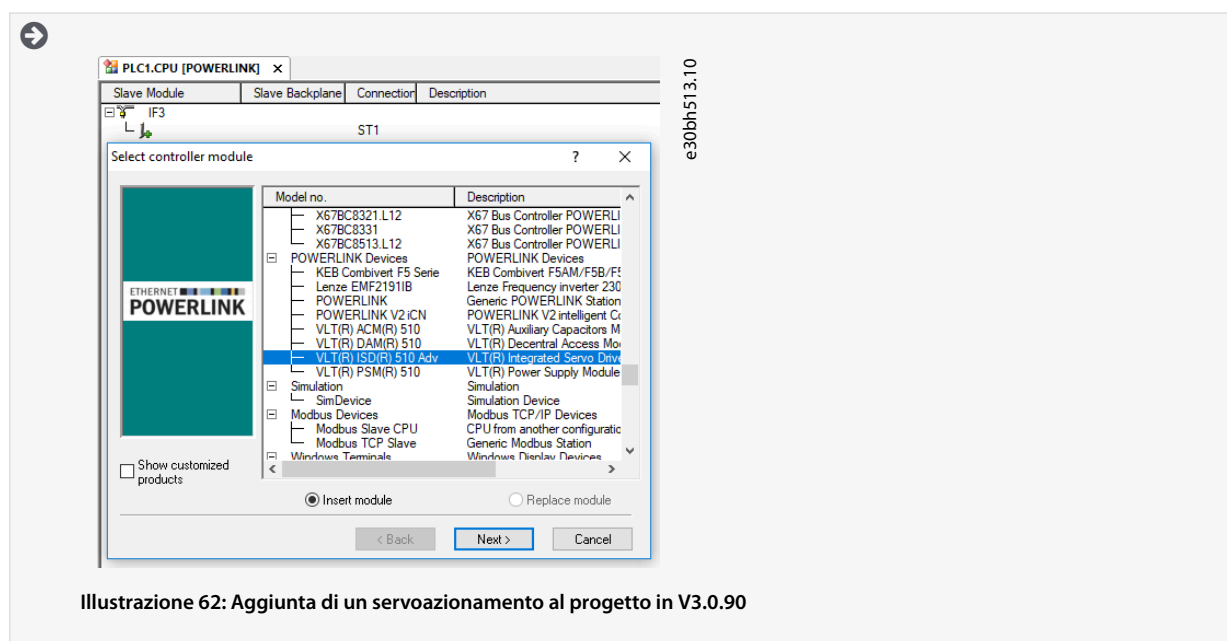 PLC1.CPU [POWERLINK] X
Slave Module Slave Backplane Connection Description
IF3
ST1
e30bh513.10
Select controller module ? X
Model no. Description
X67BC8321.L12 X67 Bus Controller POWERLI
X67BC8331 X67 Bus Controller POWERLI
X67BC8513.L12 X67 Bus Controller POWERLI
POWERLINK Devices POWERLINK Devices
KEB Combivert F5 Serie KEB Combivert F5AM/F5B/F5
Lenze EMF2191IB Lenze Frequency inverter 230
POWERLINK Generic POWERLINK Station
POWERLINK V2 iCN POWERLINK V2 intelligent Co
VLT(R) ACM(R) 510 VLT(R) Auxiliary Capacitors M
VLT(R) DAM(R) 510 VLT(R) Decentral Access Mo
VLT(R) ISD(R) 510 Adv VLT(R) Integrated Servo Drive
VLT(R) PSM(R) 510 VLT(R) Power Supply Module
Simulation Simulation
SimDevice Simulation Device
Modbus Devices Modbus TCP/IP Devices
Modbus Slave CPU CPU from another configuratic
Modbus TCP Slave Generic Modbus Station
Windows Terminals Windows Display Devices
ETHERNET
POWERLINK
Show customized
products
Insert module Replace module
< Back Next > Cancel
Illustrazione 62: Aggiunta di un servoazionamento al progetto in V3.0.90